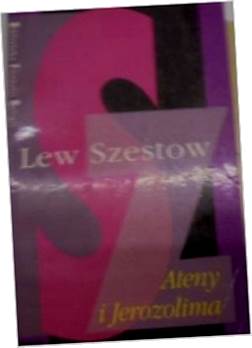 Lew Szestow
Ateny
i Jerozolima